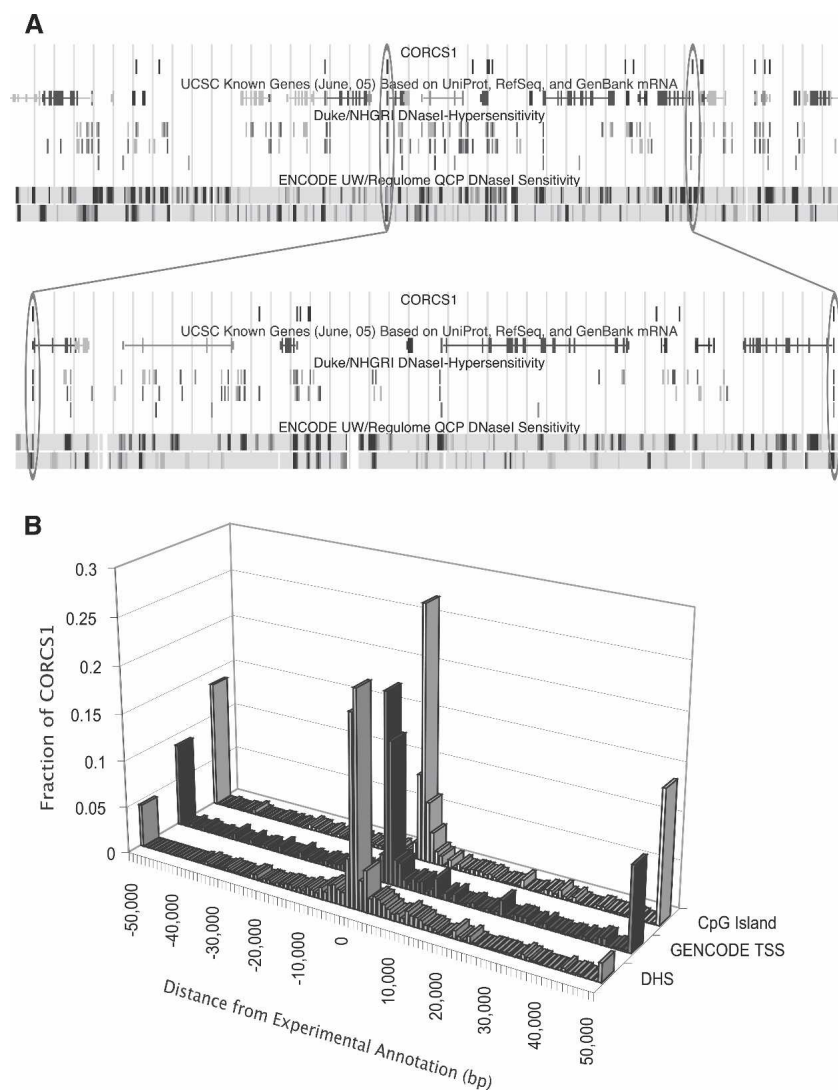 A
CORCS1
UCSC Known Genes (June, 05) Based on UniProt, RefSeq, and GenBank mRNA
Duke/NHGRI DNaseI-Hypersensitivity
ENCODE UW/Regulome QCP DNaseI Sensitivity
CORCS1
UCSC Known Genes (June, 05) Based on UniProt, RefSeq, and GenBank mRNA
Duke/NHGRI DNaseI-Hypersensitivity
ENCODE UW/Regulome QCP DNaseI Sensitivity
B
Fraction of CORCS1
0.3
0.25
0.2
0.15
0.1
0.05
0
-50,000
-40,000
-30,000
-20,000
-10,000
0
10,000
20,000
30,000
40,000
50,000
Distance from Experimental Annotation (bp)
CpG Island
GENCODE TSS
DHS